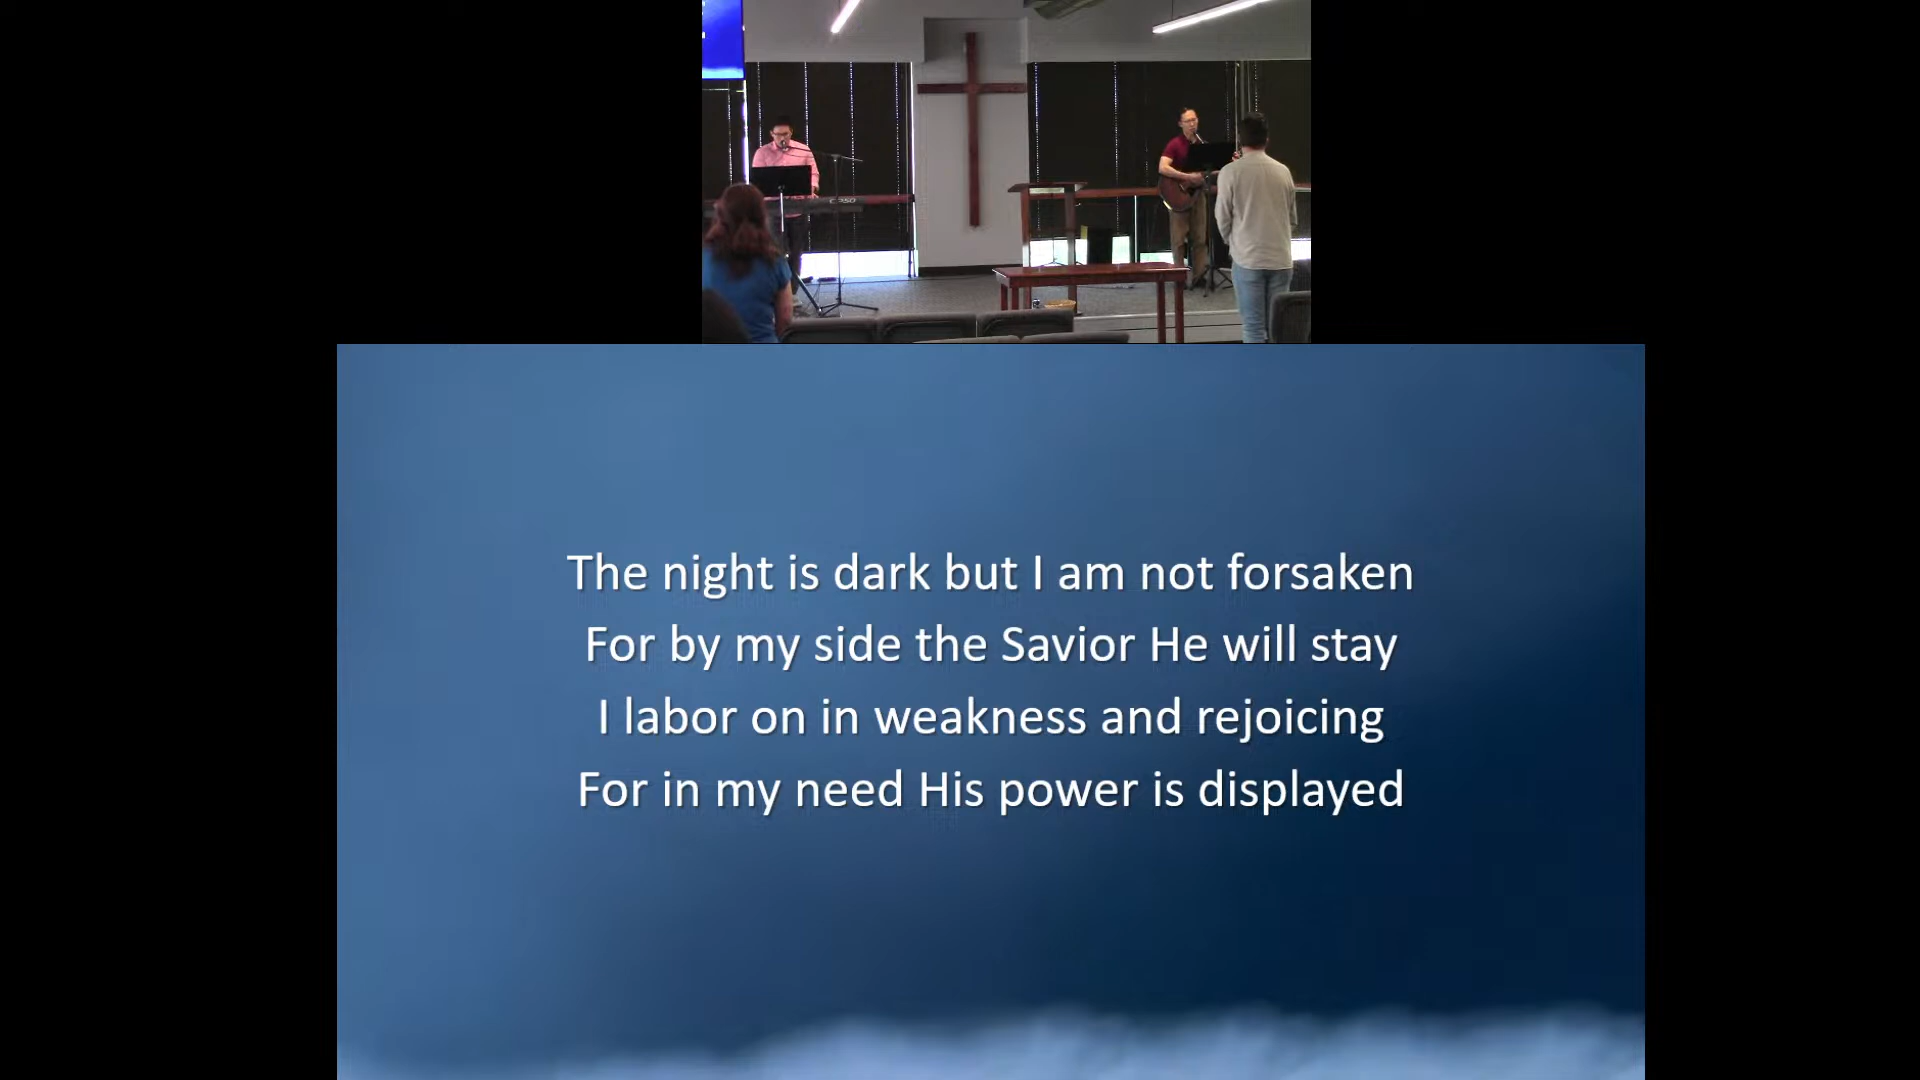 The night is dark but I am not forsaken
For by my side the Savior He will stay
I labor on in weakness and rejoicing
For in my need His power is displayed